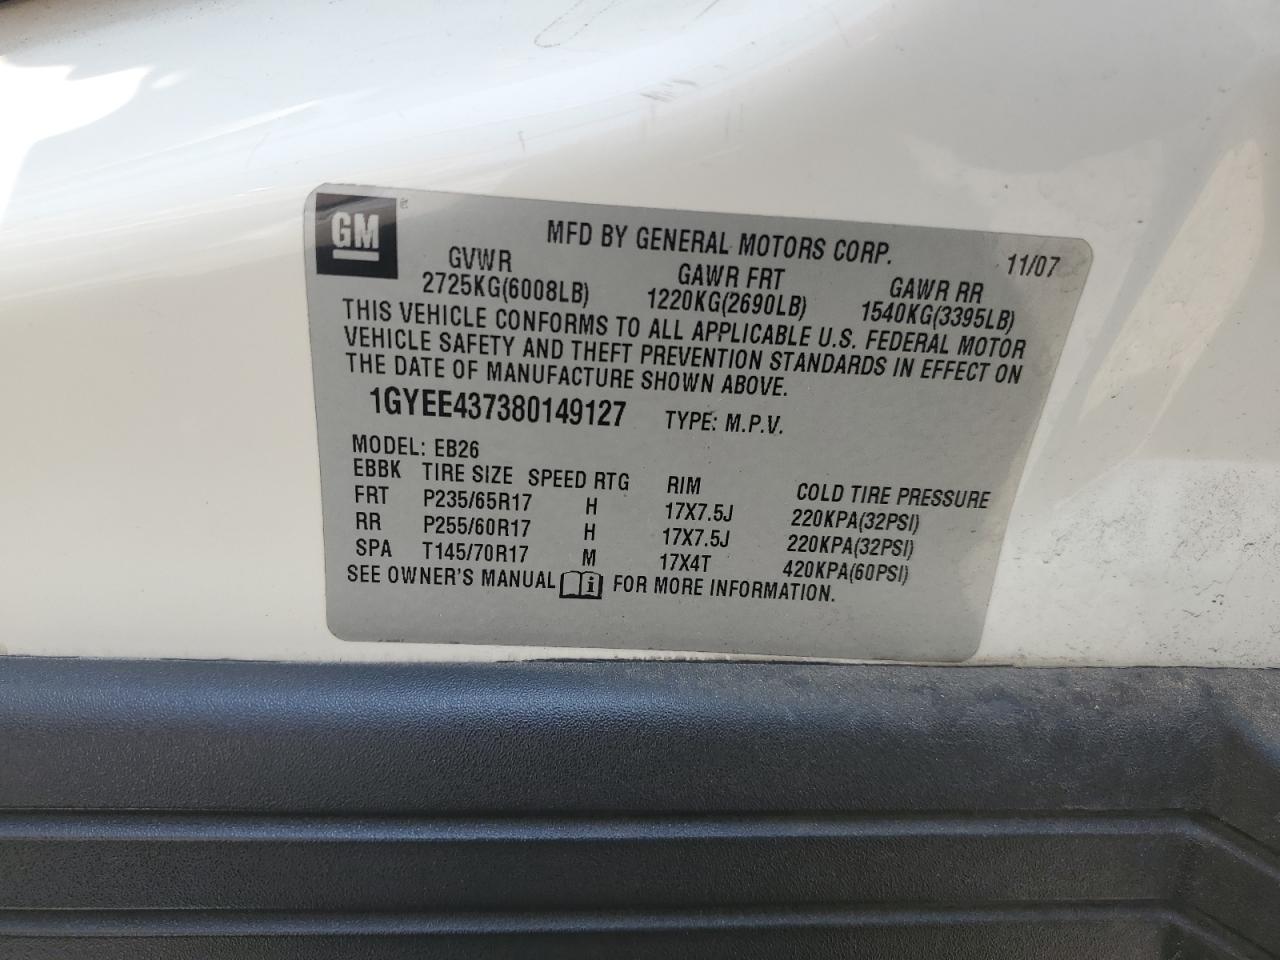 GM
MFD BY GENERAL MOTORS CORP. 11/07
GVWR GAWR FRT GAWR RR
2725KG(6008LB) 1220KG(2690LB) 1540KG(3395LB)
THIS VEHICLE CONFORMS TO ALL APPLICABLE U.S. FEDERAL MOTOR
VEHICLE SAFETY AND THEFT PREVENTION STANDARDS IN EFFECT ON
THE DATE OF MANUFACTURE SHOWN ABOVE.
1GYEE437380149127 TYPE: M.P.V.
MODEL: EB26
EBBK TIRE SIZE SPEED RTG RIM COLD TIRE PRESSURE
FRT P235/65R17 H 17X7.5J 220KPA(32PSI)
RR P255/60R17 H 17X7.5J 220KPA(32PSI)
SPA T145/70R17 M 17X4T 420KPA(60PSI)
SEE OWNER'S MANUAL i FOR MORE INFORMATION.